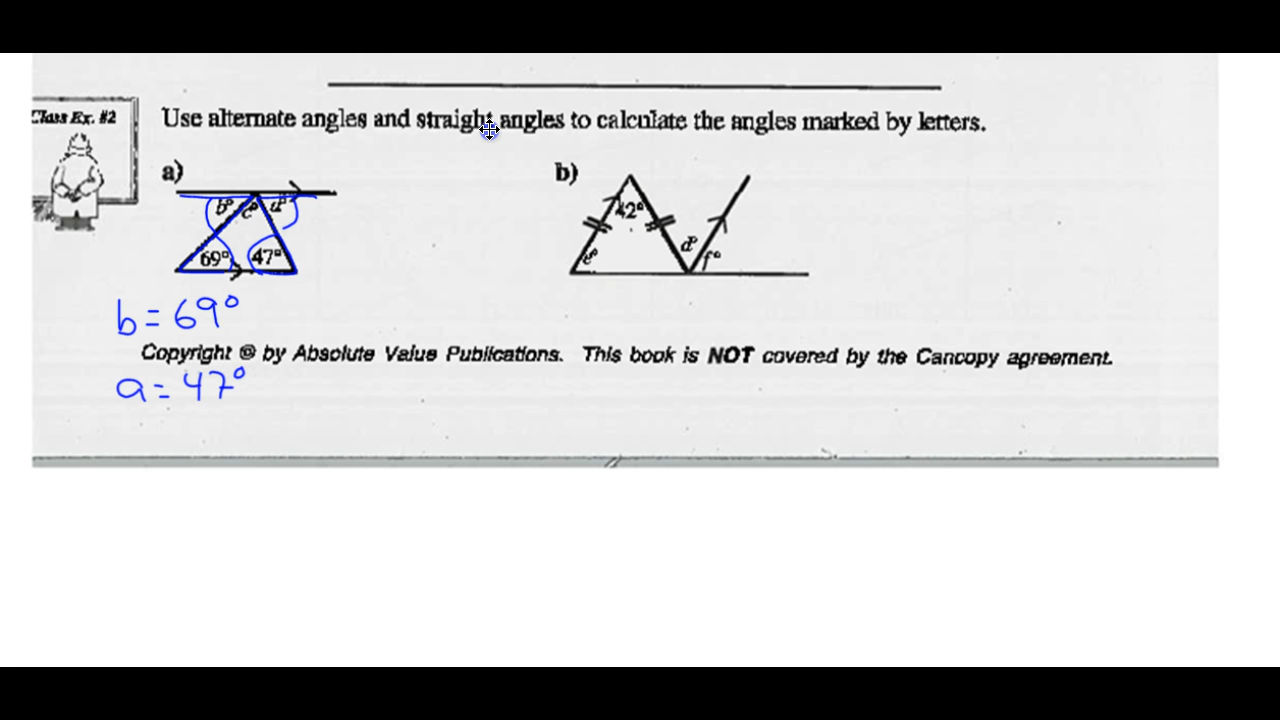 Class Ex. #2
Use alternate angles and straight angles to calculate the angles marked by letters.
a)
b)
b° c° a°
69° 47°
42°
e° d° f°
b = 69°
Copyright © by Absolute Value Publications. This book is NOT covered by the Cancopy agreement.
a = 47°